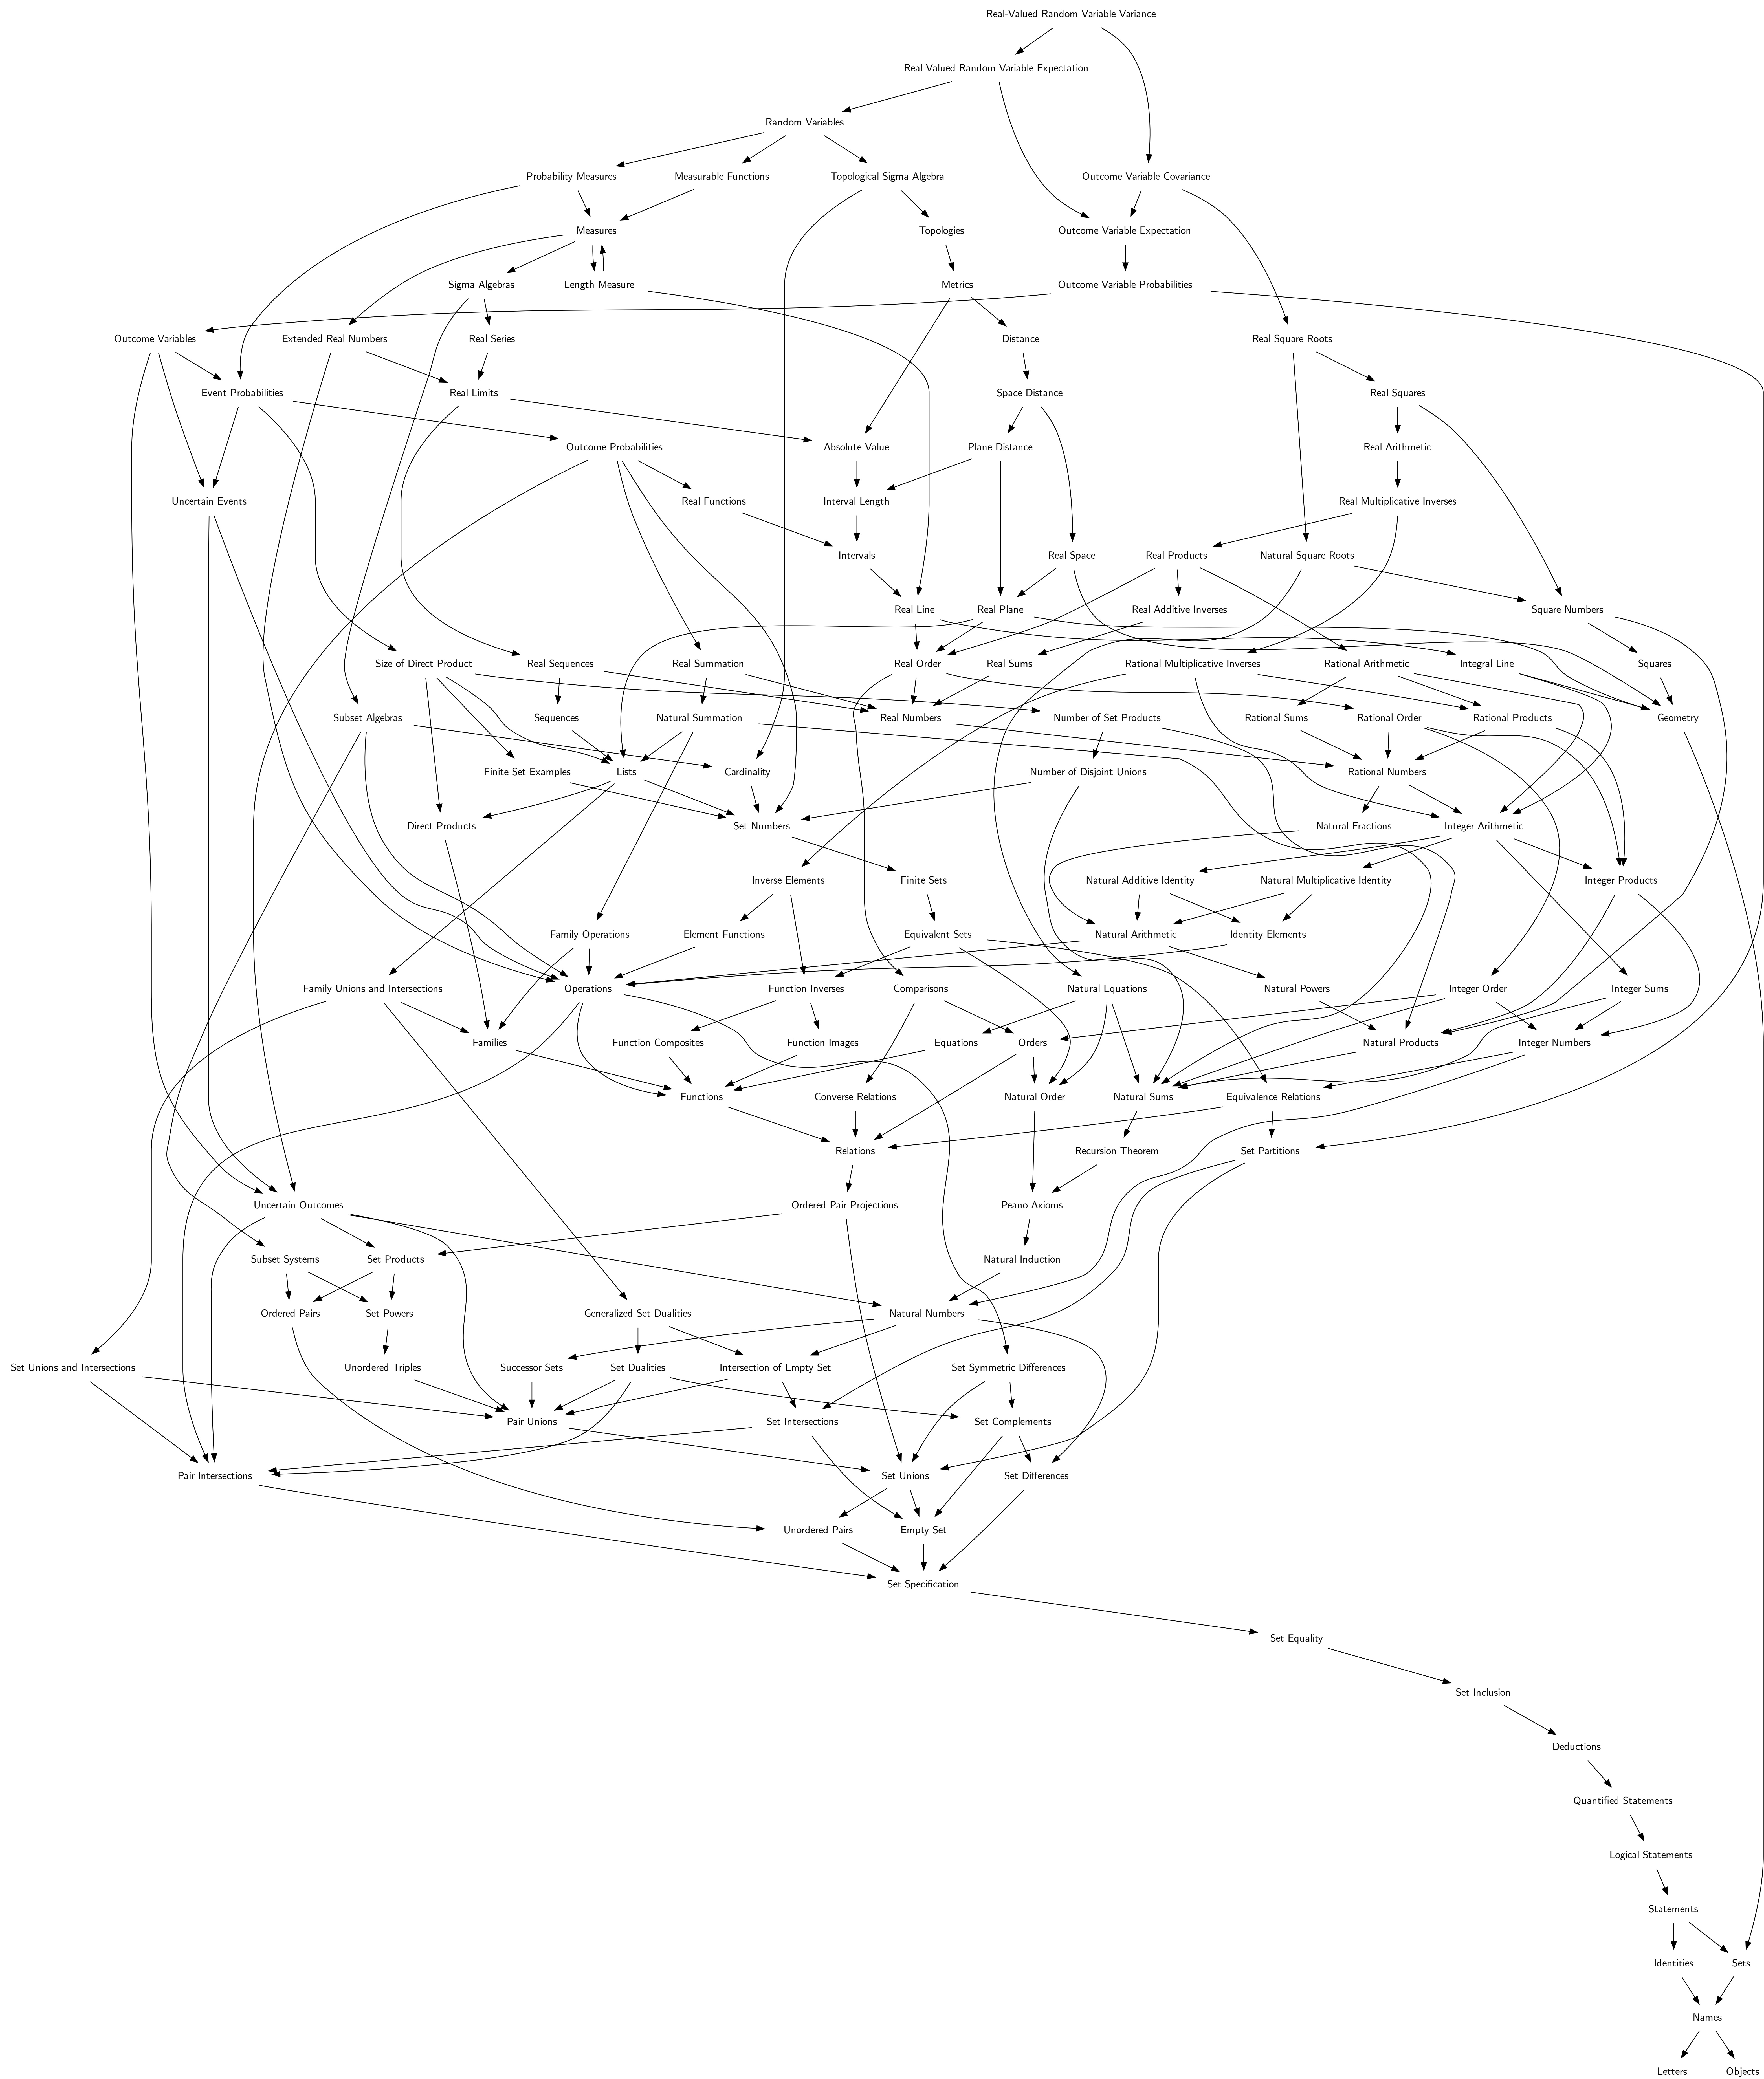 Real-Valued Random Variable Variance
Real-Valued Random Variable Expectation
Random Variables
Probability Measures
Measurable Functions
Topological Sigma Algebra
Outcome Variable Covariance
Measures
Topologies
Outcome Variable Expectation
Sigma Algebras
Length Measure
Metrics
Outcome Variable Probabilities
Outcome Variables
Extended Real Numbers
Real Series
Distance
Real Square Roots
Event Probabilities
Real Limits
Space Distance
Real Squares
Outcome Probabilities
Absolute Value
Plane Distance
Real Arithmetic
Uncertain Events
Real Functions
Interval Length
Real Multiplicative Inverses
Intervals
Real Space
Real Products
Natural Square Roots
Real Line
Real Plane
Real Additive Inverses
Square Numbers
Size of Direct Product
Real Sequences
Real Summation
Real Order
Real Sums
Rational Multiplicative Inverses
Rational Arithmetic
Integral Line
Squares
Subset Algebras
Sequences
Natural Summation
Real Numbers
Number of Set Products
Rational Sums
Rational Order
Rational Products
Geometry
Finite Set Examples
Lists
Cardinality
Number of Disjoint Unions
Rational Numbers
Direct Products
Set Numbers
Natural Fractions
Integer Arithmetic
Inverse Elements
Finite Sets
Natural Additive Identity
Natural Multiplicative Identity
Integer Products
Family Operations
Element Functions
Equivalent Sets
Natural Arithmetic
Identity Elements
Family Unions and Intersections
Operations
Function Inverses
Comparisons
Natural Equations
Natural Powers
Integer Order
Integer Sums
Families
Function Composites
Function Images
Equations
Orders
Natural Products
Integer Numbers
Functions
Converse Relations
Natural Order
Natural Sums
Equivalence Relations
Relations
Recursion Theorem
Set Partitions
Uncertain Outcomes
Ordered Pair Projections
Peano Axioms
Subset Systems
Set Products
Natural Induction
Ordered Pairs
Set Powers
Generalized Set Dualities
Natural Numbers
Set Unions and Intersections
Unordered Triples
Successor Sets
Set Dualities
Intersection of Empty Set
Set Symmetric Differences
Pair Unions
Set Intersections
Set Complements
Pair Intersections
Set Unions
Set Differences
Unordered Pairs
Empty Set
Set Specification
Set Equality
Set Inclusion
Deductions
Quantified Statements
Logical Statements
Statements
Identities
Sets
Names
Letters
Objects